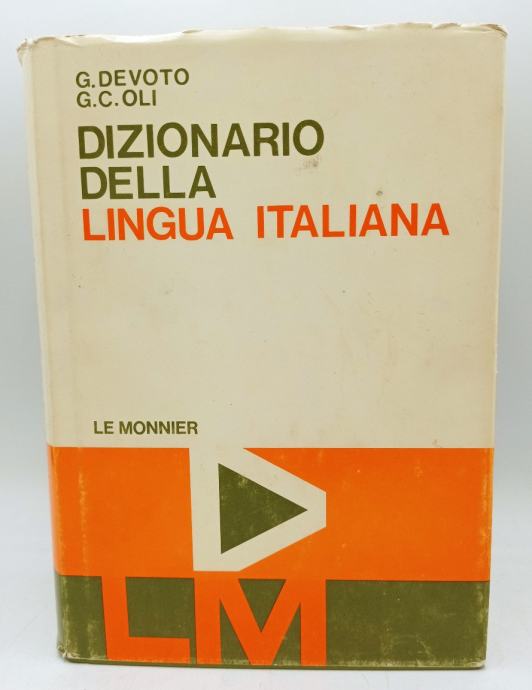 G. DEVOTO
G. C. OLI
DIZIONARIO
DELLA
LINGUA ITALIANA
LE MONNIER
LM